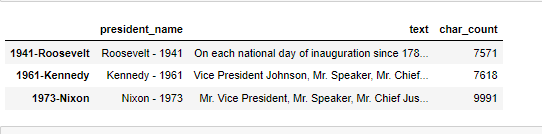 president_name text char_count
1941-Roosevelt Roosevelt - 1941 On each national day of inauguration since 178... 7571
1961-Kennedy Kennedy - 1961 Vice President Johnson, Mr. Speaker, Mr. Chief... 7618
1973-Nixon Nixon - 1973 Mr. Vice President, Mr. Speaker, Mr. Chief Jus... 9991